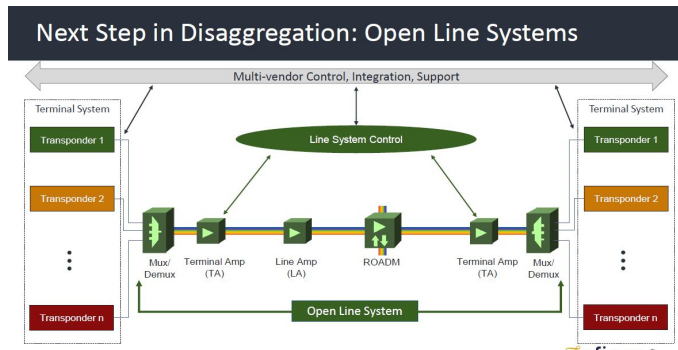 Next Step in Disaggregation: Open Line Systems
Multi-vendor Control, Integration, Support
Terminal System
Terminal System
Transponder 1
Line System Control
Transponder 1
Transponder 2
Transponder 2
Mux/
Demux
Terminal Amp
(TA)
Line Amp
(LA)
ROADM
Terminal Amp
(TA)
Mux/
Demux
Open Line System
Transponder n
Transponder n